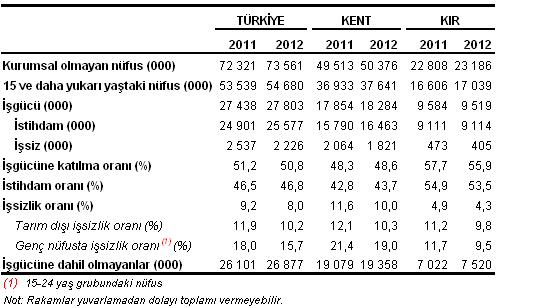 TÜRKİYE KENT KIR
2011 2012 2011 2012 2011 2012
Kurumsal olmayan nüfus (000) 72 321 73 561 49 513 50 376 22 808 23 186
15 ve daha yukarı yaştaki nüfus (000) 53 539 54 680 36 933 37 641 16 606 17 039
İşgücü (000) 27 438 27 803 17 854 18 284 9 584 9 519
İstihdam (000) 24 901 25 577 15 790 16 463 9 111 9 114
İşsiz (000) 2 537 2 226 2 064 1 821 473 405
İşgücüne katılma oranı (%) 51,2 50,8 48,3 48,6 57,7 55,9
İstihdam oranı (%) 46,5 46,8 42,8 43,7 54,9 53,5
İşsizlik oranı (%) 9,2 8,0 11,6 10,0 4,9 4,3
Tarım dışı işsizlik oranı (%) 11,9 10,2 12,1 10,3 11,2 9,8
Genç nüfusta işsizlik oranı (1) (%) 18,0 15,7 21,4 19,0 11,7 9,5
İşgücüne dahil olmayanlar (000) 26 101 26 877 19 079 19 358 7 022 7 520
(1) 15-24 yaş grubundaki nüfus
Not: Rakamlar yuvarlamadan dolayı toplamı vermeyebilir.